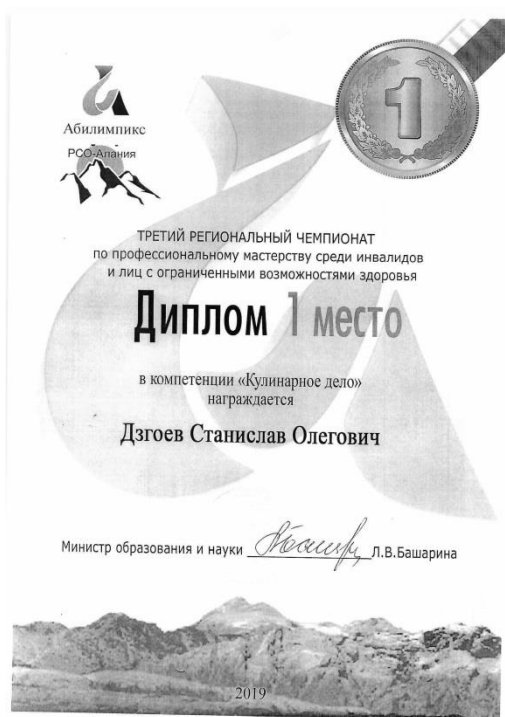 1
Абилимпикс
РСО-Алания
ТРЕТИЙ РЕГИОНАЛЬНЫЙ ЧЕМПИОНАТ
по профессиональному мастерству среди инвалидов
и лиц с ограниченными возможностями здоровья
Диплом 1 место
в компетенции «Кулинарное дело»
награждается
Дзгоев Станислав Олегович
Министр образования и науки Л.В.Башарина
2019